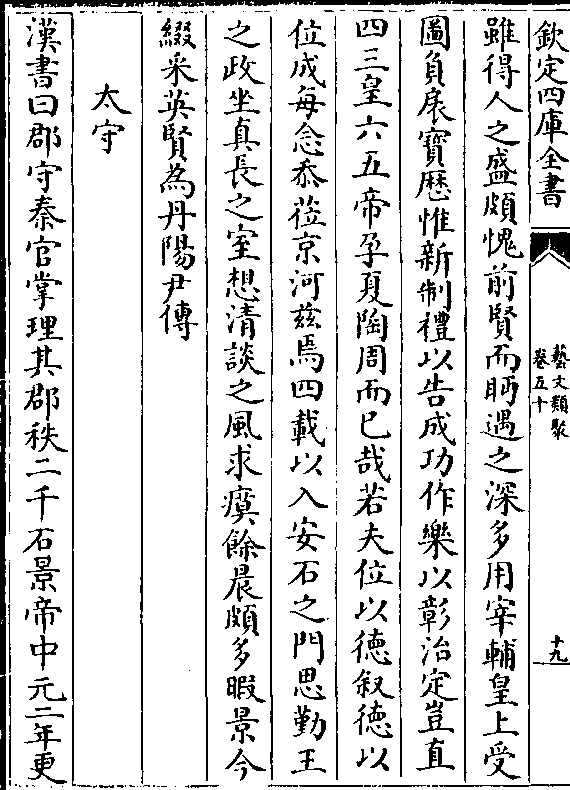 欽定四庫全書
藝文類聚
卷五十
十九
雖得人之盛頗愧前賢而眄遇之深多用宰輔皇上受
圖負扆寶歷惟新制禮以告成功作樂以彰治定豈直
四三皇六五帝孕夏陶周而已哉若夫位以德叙德以
位成每念忝莅京河茲焉四載以入安石之門思勤王
之政坐真長之室想清談之風求瘼餘晨頗多暇景今
綴采英賢為丹陽尹傳
太守
漢書曰郡守秦官掌理其郡秩二千石景帝中元二年更